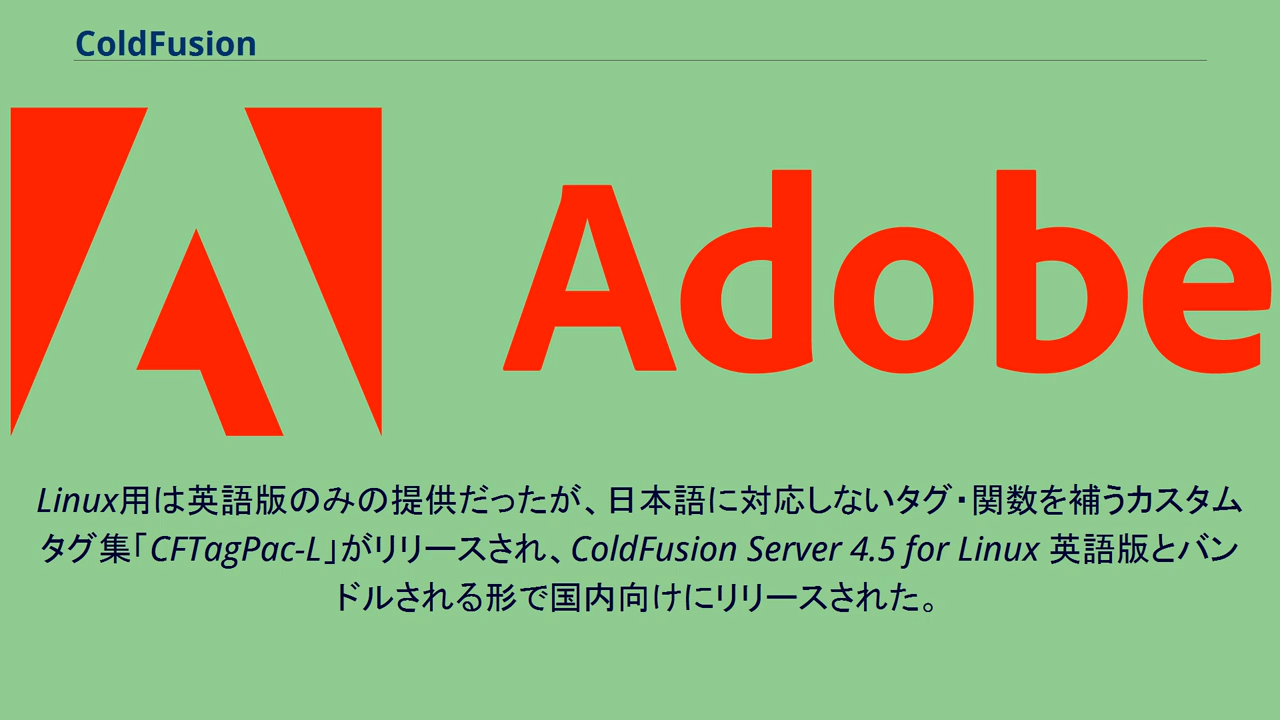 ColdFusion
Adobe
Linux用は英語版のみの提供だったが、日本語に対応しないタグ・関数を補うカスタム
タグ集「CFTagPac-L」がリリースされ、ColdFusion Server 4.5 for Linux 英語版とバン
ドルされる形で国内向けにリリースされた。